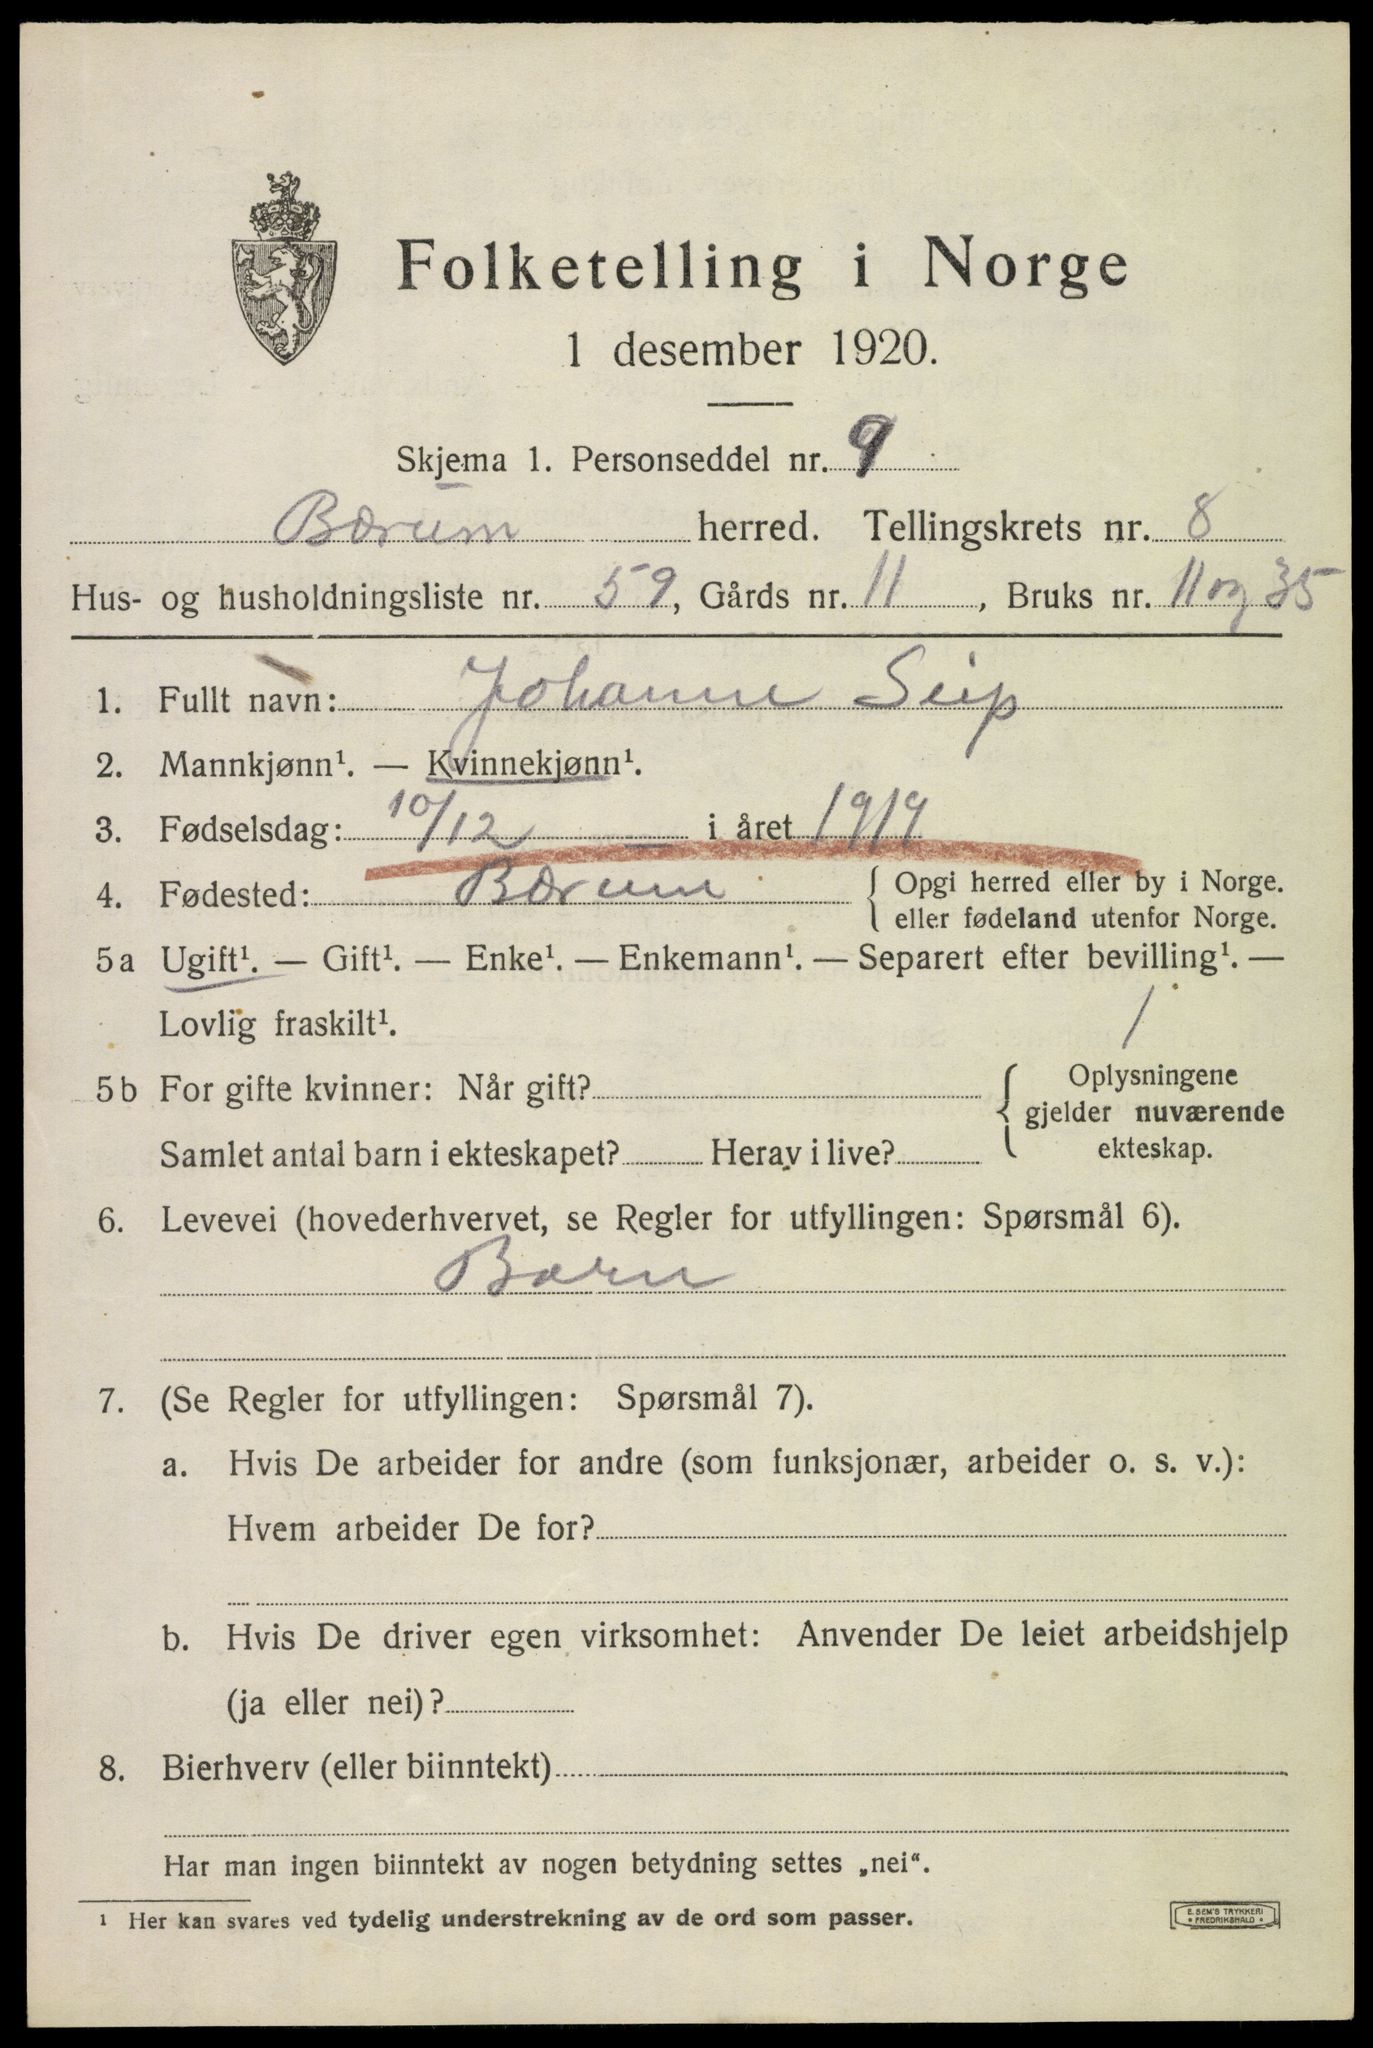 Folketelling i Norge
1 desember 1920.
Skjema 1. Personseddel nr. 9
Bærum herred. Tellingskrets nr. 8
Hus- og husholdningsliste nr. 59, Gårds nr. 11, Bruks nr. 11 og 35
1. Fullt navn: Johanne Seip
2. Mannkjønn¹. — Kvinnekjønn¹.
3. Fødselsdag: 10/12 i året 1919
4. Fødested: Bærum { Opgi herred eller by i Norge.
eller fødeland utenfor Norge.
5a Ugift¹. — Gift¹. — Enke¹. — Enkemann¹. — Separert efter bevilling¹. —
Lovlig fraskilt¹. /
5b For gifte kvinner: Når gift? { Oplysningene
gjelder nuværende
Samlet antal barn i ekteskapet? Herav i live? ekteskap.
6. Levevei (hovederhvervet, se Regler for utfyllingen: Spørsmål 6).
Barn
7. (Se Regler for utfyllingen: Spørsmål 7).
a. Hvis De arbeider for andre (som funksjonær, arbeider o. s. v.):
Hvem arbeider De for?
b. Hvis De driver egen virksomhet: Anvender De leiet arbeidshjelp
(ja eller nei)?
8. Bierhverv (eller biinntekt)
Har man ingen biinntekt av nogen betydning settes „nei“.
¹ Her kan svares ved tydelig understrekning av de ord som passer.
E. SEM'S TRYKKERI
• FREDRIKSHALD •